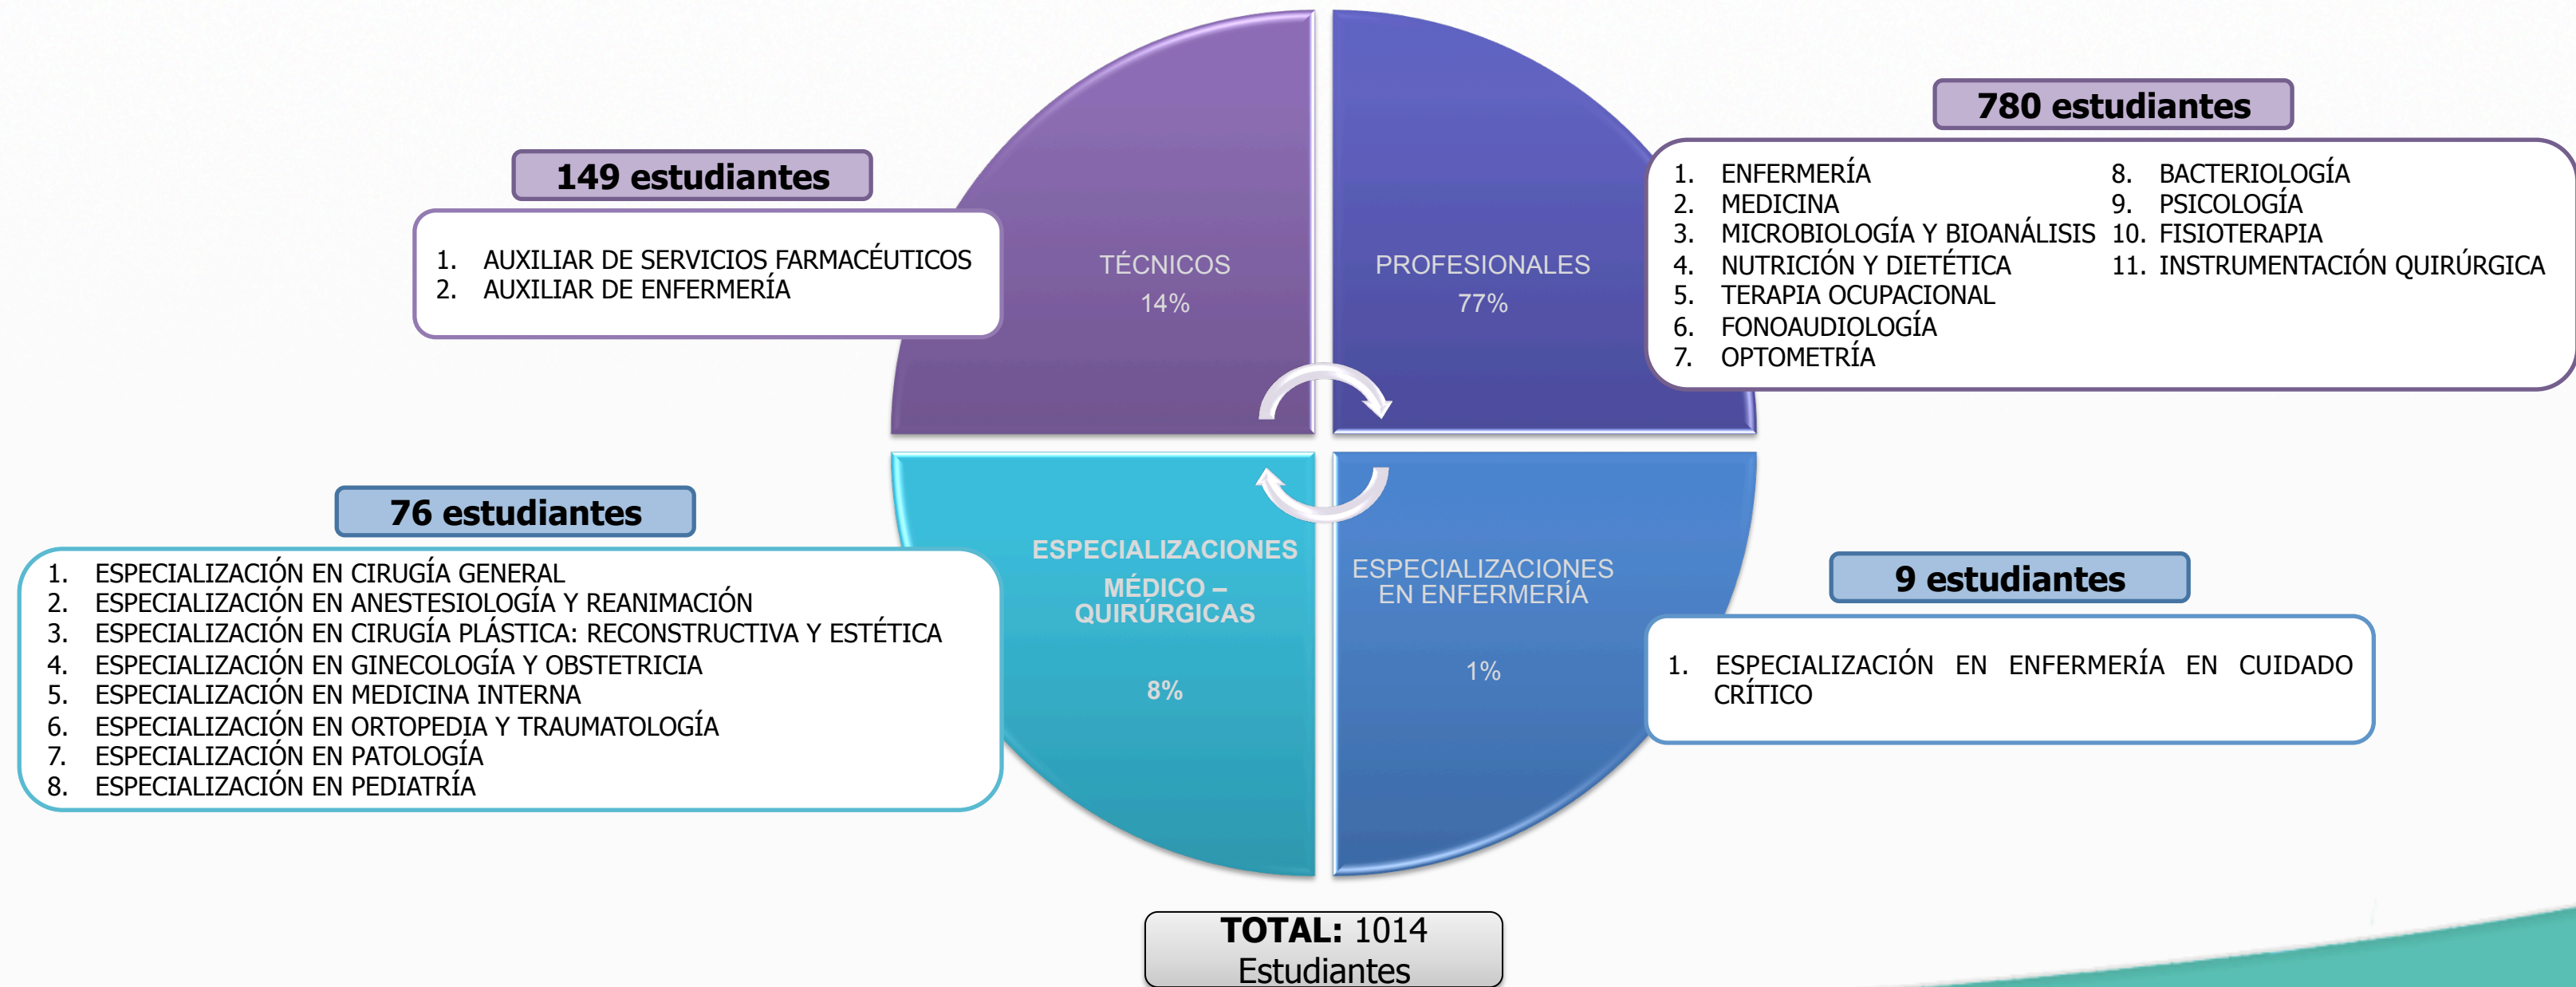 149 estudiantes
1. AUXILIAR DE SERVICIOS FARMACÉUTICOS
2. AUXILIAR DE ENFERMERÍA
TÉCNICOS
14%
PROFESIONALES
77%
780 estudiantes
1. ENFERMERÍA
2. MEDICINA
3. MICROBIOLOGÍA Y BIOANÁLISIS
4. NUTRICIÓN Y DIETÉTICA
5. TERAPIA OCUPACIONAL
6. FONOAUDIOLOGÍA
7. OPTOMETRÍA
8. BACTERIOLOGÍA
9. PSICOLOGÍA
10. FISIOTERAPIA
11. INSTRUMENTACIÓN QUIRÚRGICA
76 estudiantes
1. ESPECIALIZACIÓN EN CIRUGÍA GENERAL
2. ESPECIALIZACIÓN EN ANESTESIOLOGÍA Y REANIMACIÓN
3. ESPECIALIZACIÓN EN CIRUGÍA PLÁSTICA: RECONSTRUCTIVA Y ESTÉTICA
4. ESPECIALIZACIÓN EN GINECOLOGÍA Y OBSTETRICIA
5. ESPECIALIZACIÓN EN MEDICINA INTERNA
6. ESPECIALIZACIÓN EN ORTOPEDIA Y TRAUMATOLOGÍA
7. ESPECIALIZACIÓN EN PATOLOGÍA
8. ESPECIALIZACIÓN EN PEDIATRÍA
ESPECIALIZACIONES
MÉDICO –
QUIRÚRGICAS
8%
ESPECIALIZACIONES
EN ENFERMERÍA
1%
9 estudiantes
1. ESPECIALIZACIÓN EN ENFERMERÍA EN CUIDADO
CRÍTICO
TOTAL: 1014
Estudiantes